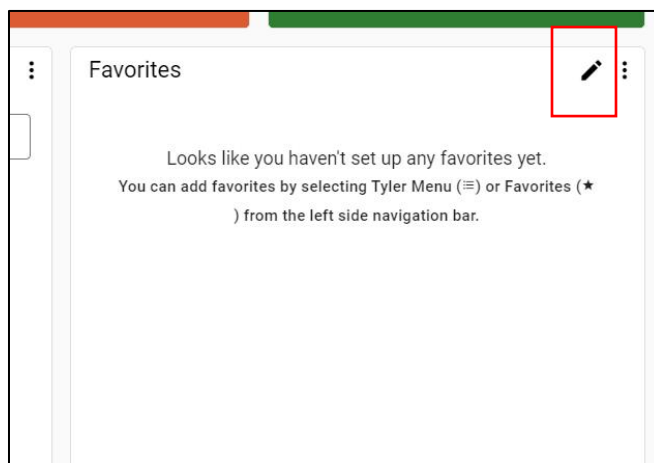 Favorites
Looks like you haven't set up any favorites yet.
You can add favorites by selecting Tyler Menu (≡) or Favorites (★
) from the left side navigation bar.